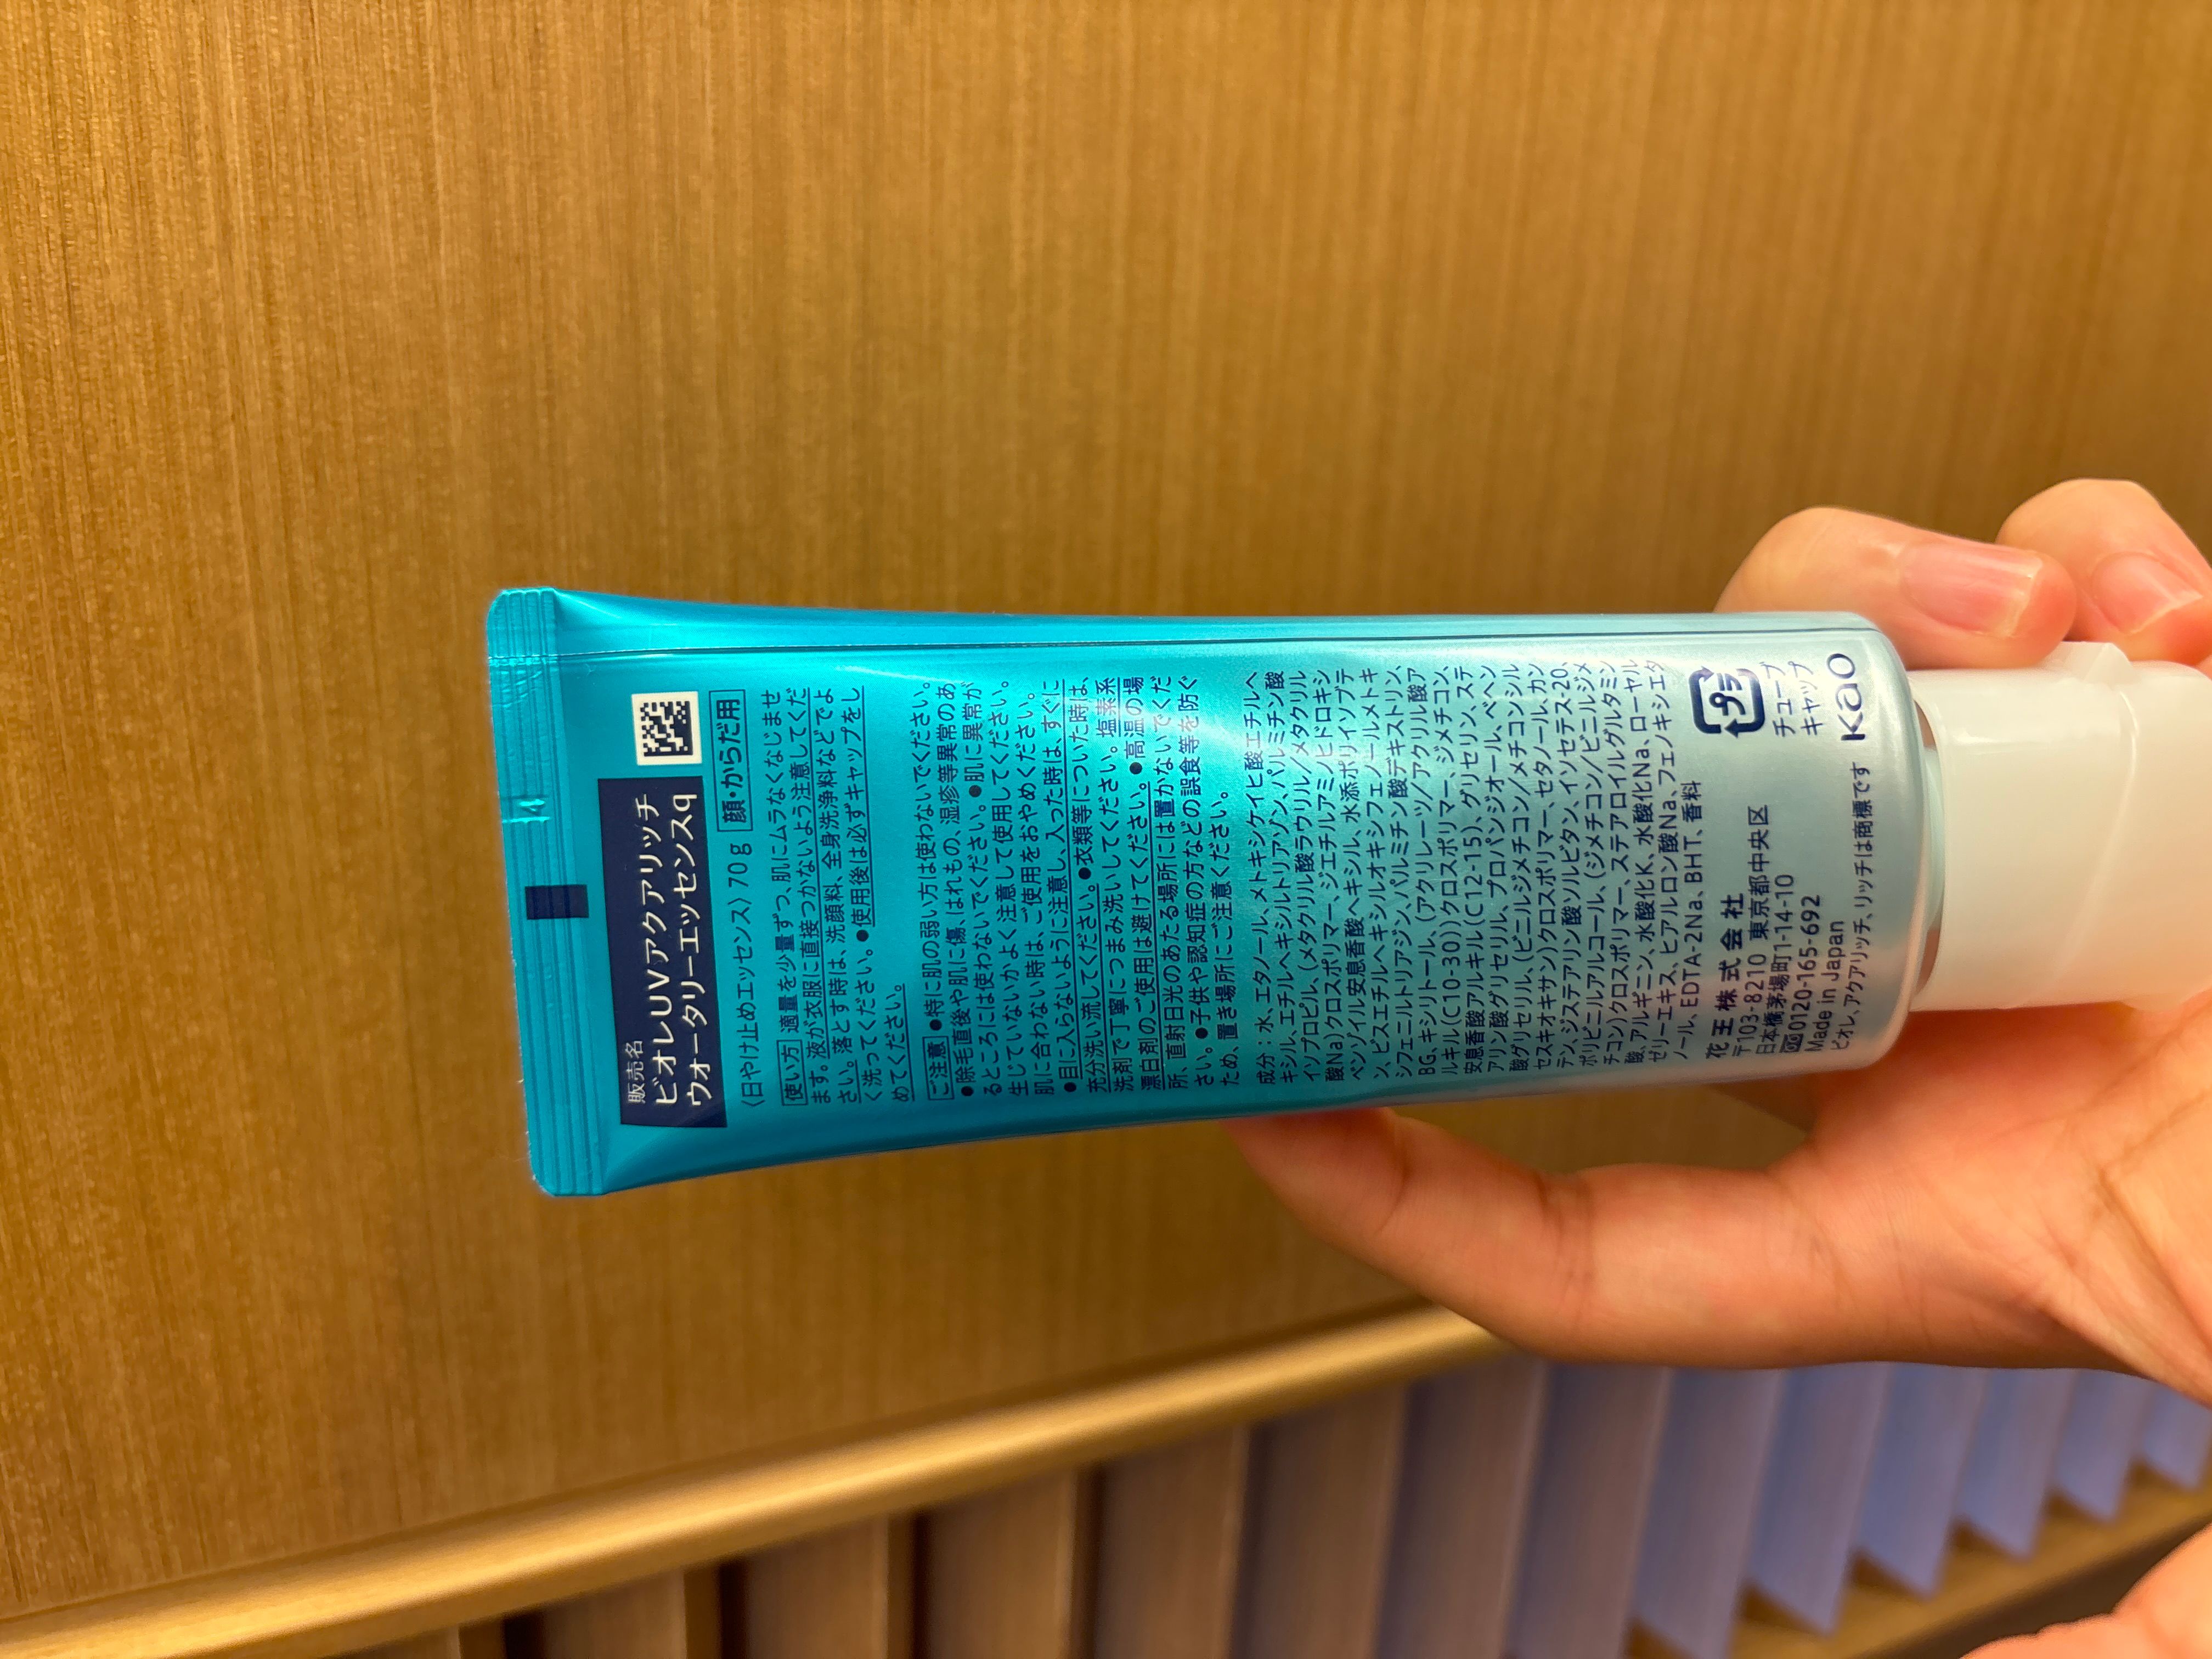 販売名
ビオレUVアクアリッチ
ウォータリーエッセンスq
〈日やけ止めエッセンス〉70g 顔・からだ用
使い方 適量を少量ずつ、肌にムラなくなじませ
ます。液が衣服に直接つかないよう注意してくだ
さい。落とす時は、洗顔料、全身洗浄料などでよ
く洗ってください。●使用後は必ずキャップをし
めてください。
ご注意 ●特に肌の弱い方は使わないでください。
●除毛直後や肌に傷、はれもの、湿疹等異常のあ
るところには使わないでください。●肌に異常が
生じていないかよく注意して使用してください。
肌に合わない時は、ご使用をおやめください。
●目に入らないように注意し、入った時は、すぐに
充分洗い流してください。●衣類等についた時は、
洗剤で丁寧につまみ洗いしてください。塩素系
漂白剤のご使用は避けてください。●高温の場
所、直射日光のあたる場所には置かないでくだ
さい。●子供や認知症の方などの誤食等を防ぐ
ため、置き場所にご注意ください。
成分：水、エタノール、メトキシケイヒ酸エチルヘ
キシル、エチルヘキシルトリアゾン、パルミチン酸
イソプロピル、(メタクリル酸ラウリル／メタクリル
酸Na)クロスポリマー、ジエチルアミノヒドロキシ
ベンゾイル安息香酸ヘキシル、水添ポリイソブテ
ン、ビスエチルヘキシルオキシフェノールメトキ
シフェニルトリアジン、パルミチン酸デキストリン、
BG、キシリトール、(アクリレーツ／アクリル酸ア
ルキル(C10-30))クロスポリマー、ジメチコン、
安息香酸アルキル(C12-15)、グリセリン、ステ
アリン酸グリセリル、プロパンジオール、ベヘン
酸グリセリル、(ビニルジメチコン／メチコンシル
セスキオキサン)クロスポリマー、セタノール、カン
テン、ジステアリン酸ソルビタン、イソセテス-20、
ポリビニルアルコール、(ジメチコン／ビニルジメ
チコン)クロスポリマー、ステアロイルグルタミン
酸、アルギニン、水酸化K、水酸化Na、ローヤル
ゼリーエキス、ヒアルロン酸Na、フェノキシエタ
ノール、EDTA-2Na、BHT、香料
花王株式会社
〒103-8210 東京都中央区
日本橋茅場町1-14-10
0120-165-692
Made in Japan
ビオレ、アクアリッチ、リッチは商標です
プラ
チューブ
キャップ
Kao